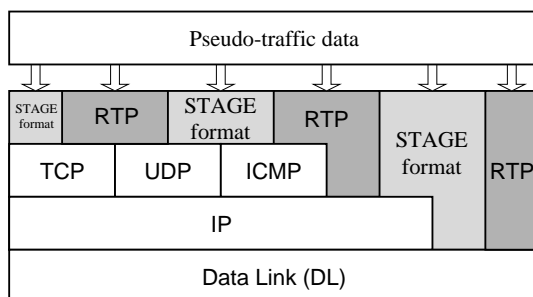 Pseudo-traffic data
STAGE
format
RTP
STAGE
format
RTP
STAGE
format
RTP
TCP
UDP
ICMP
IP
Data Link (DL)